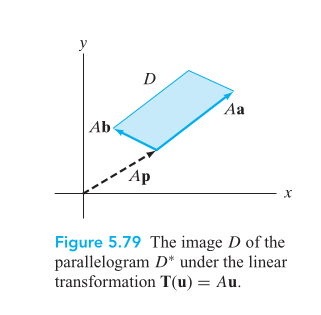 y
D
Aa
Ab
Ap
x
Figure 5.79 The image D of the
parallelogram D* under the linear
transformation T(u) = Au.